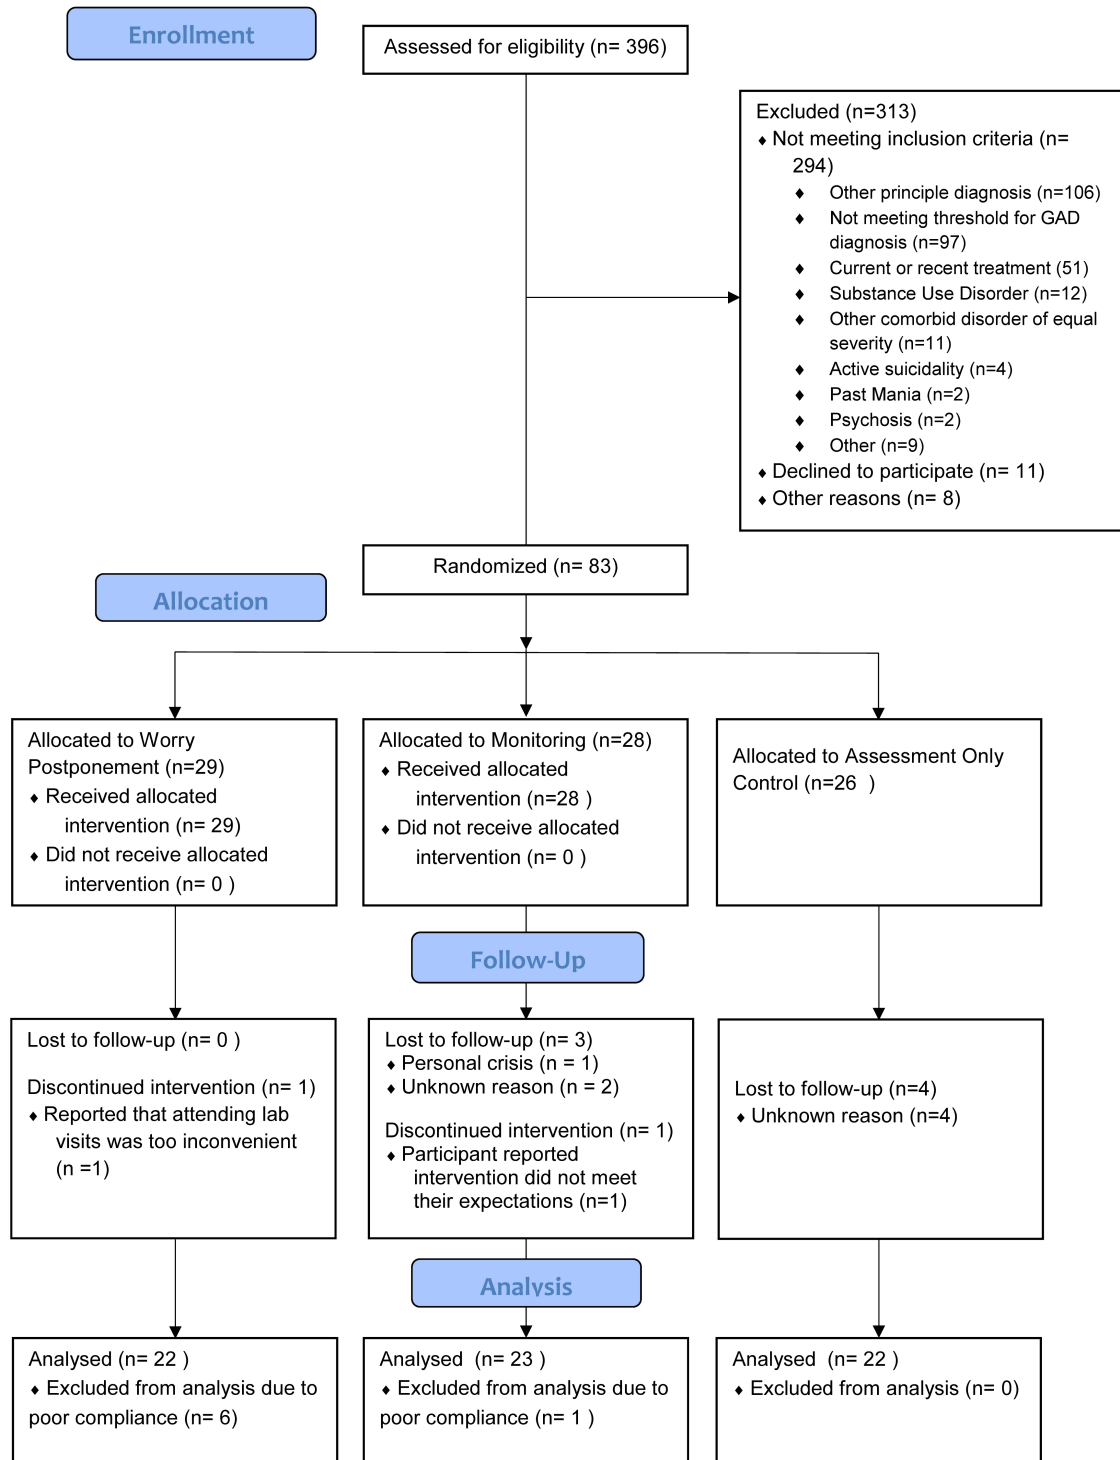 Enrollment
Assessed for eligibility (n= 396)
Excluded (n=313)
♦ Not meeting inclusion criteria (n=
294)
♦ Other principle diagnosis (n=106)
♦ Not meeting threshold for GAD
diagnosis (n=97)
♦ Current or recent treatment (51)
♦ Substance Use Disorder (n=12)
♦ Other comorbid disorder of equal
severity (n=11)
♦ Active suicidality (n=4)
♦ Past Mania (n=2)
♦ Psychosis (n=2)
♦ Other (n=9)
♦ Declined to participate (n= 11)
♦ Other reasons (n= 8)
Randomized (n= 83)
Allocation
Allocated to Worry
Postponement (n=29)
♦ Received allocated
intervention (n= 29)
♦ Did not receive allocated
intervention (n= 0 )
Allocated to Monitoring (n=28)
♦ Received allocated
intervention (n=28 )
♦ Did not receive allocated
intervention (n= 0 )
Allocated to Assessment Only
Control (n=26 )
Follow-Up
Lost to follow-up (n= 0 )
Discontinued intervention (n= 1)
♦ Reported that attending lab
visits was too inconvenient
(n =1)
Lost to follow-up (n= 3)
♦ Personal crisis (n = 1)
♦ Unknown reason (n = 2)
Discontinued intervention (n= 1)
♦ Participant reported
intervention did not meet
their expectations (n=1)
Lost to follow-up (n=4)
♦ Unknown reason (n=4)
Analysis
Analysed (n= 22 )
♦ Excluded from analysis due to
poor compliance (n= 6)
Analysed (n= 23 )
♦ Excluded from analysis due to
poor compliance (n= 1 )
Analysed (n= 22 )
♦ Excluded from analysis (n= 0)